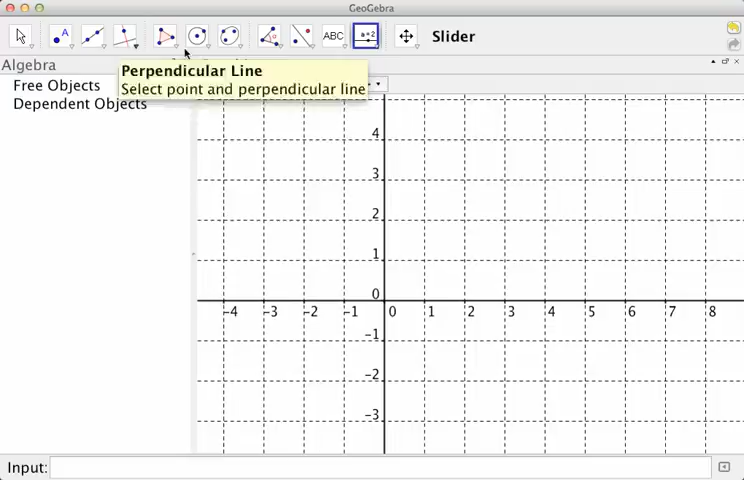 GeoGebra
A
ABC
a=2
Slider
Algebra
Perpendicular Line
Select point and perpendicular line
Free Objects
Dependent Objects
4
3
2
1
0
-4 -3 -2 -1 0 1 2 3 4 5 6 7 8
-1
-2
-3
Input: